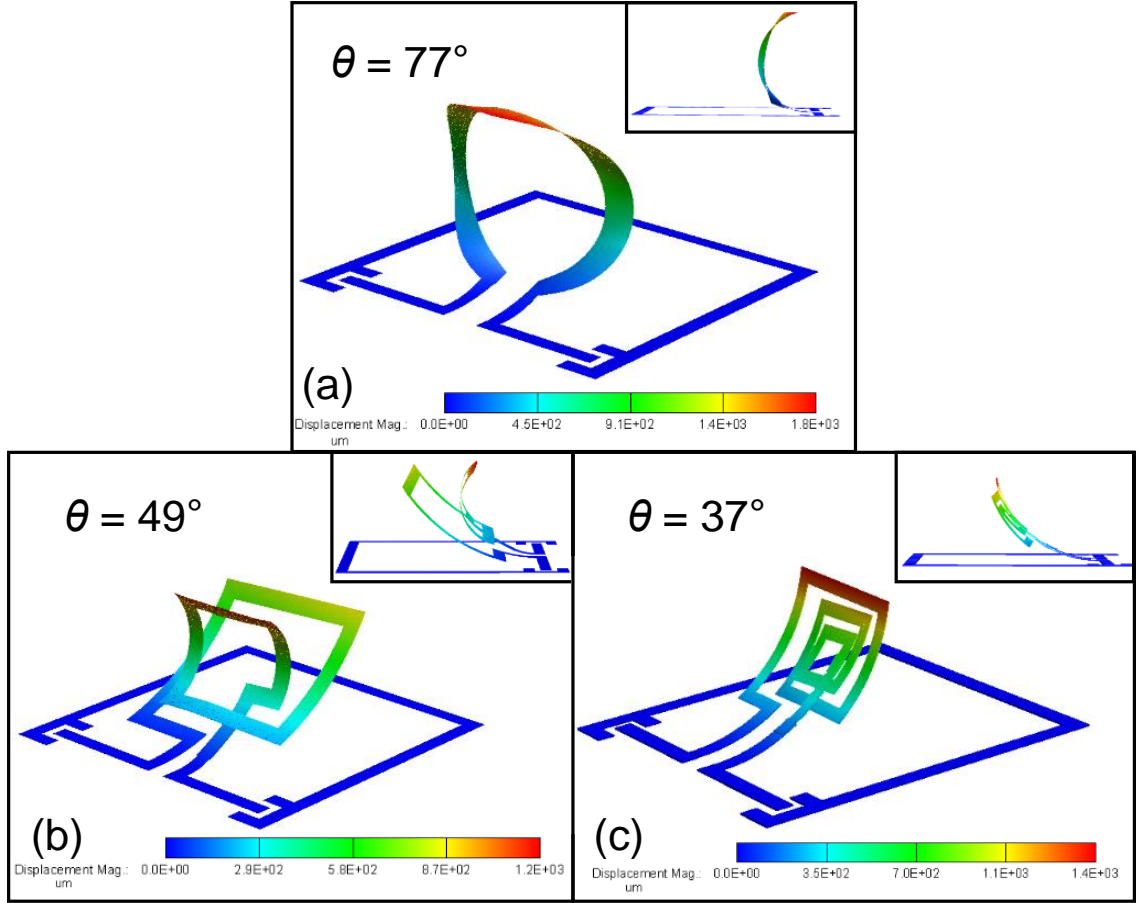 θ = 77°
(a)
Displacement Mag.: 0.0E+00 4.5E+02 9.1E+02 1.4E+03 1.8E+03
um
θ = 49°
(b)
Displacement Mag.: 0.0E+00 2.9E+02 5.8E+02 8.7E+02 1.2E+03
um
θ = 37°
(c)
Displacement Mag.: 0.0E+00 3.5E+02 7.0E+02 1.1E+03 1.4E+03
um